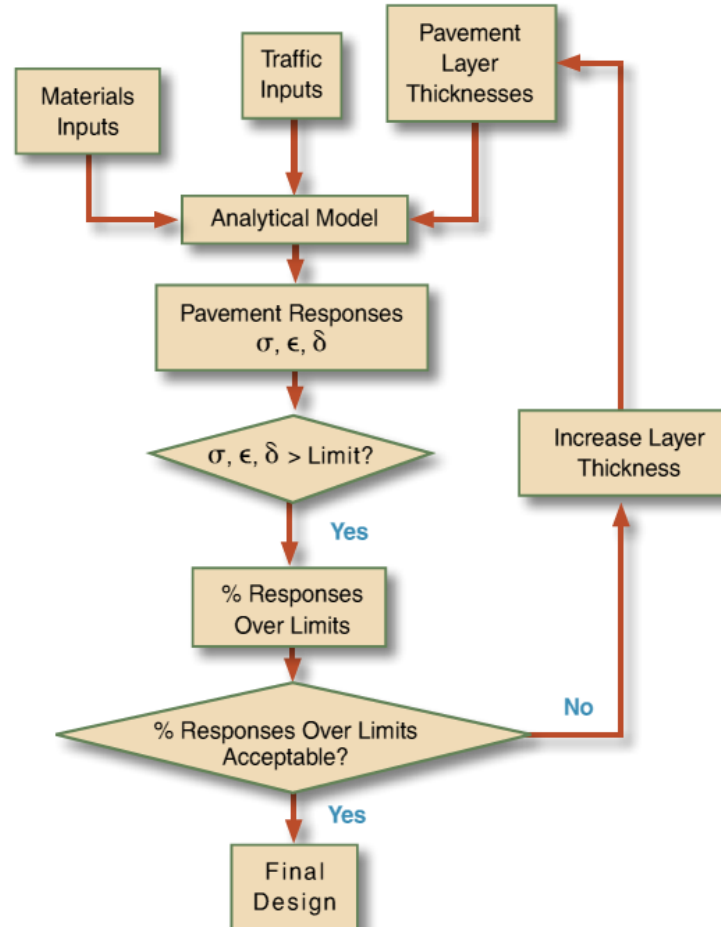 Materials
Inputs
Traffic
Inputs
Pavement
Layer
Thicknesses
Analytical Model
Pavement Responses
σ, ϵ, δ
σ, ϵ, δ > Limit?
Yes
% Responses
Over Limits
% Responses Over Limits
Acceptable?
No
Increase Layer
Thickness
Yes
Final
Design